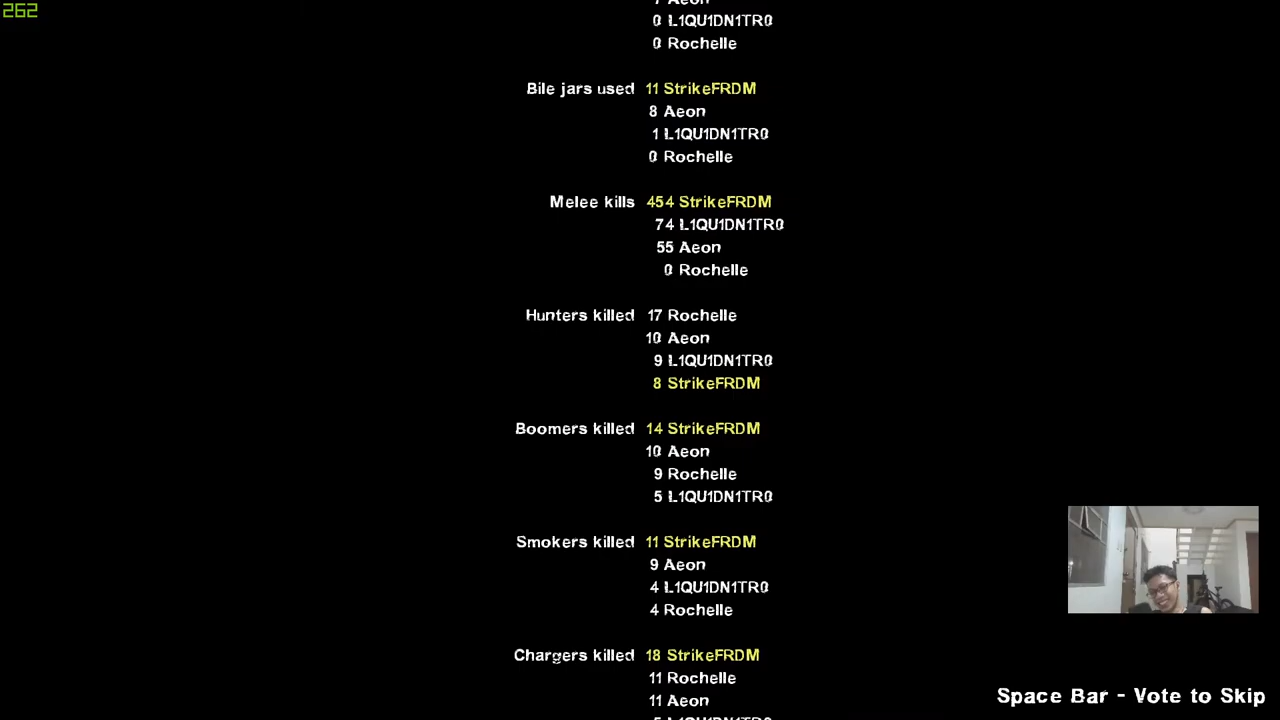 262
7 Aeon
0 L1QU1DN1TR0
0 Rochelle
Bile jars used 11 StrikeFRDM
8 Aeon
1 L1QU1DN1TR0
0 Rochelle
Melee kills 454 StrikeFRDM
74 L1QU1DN1TR0
55 Aeon
0 Rochelle
Hunters killed 17 Rochelle
10 Aeon
9 L1QU1DN1TR0
8 StrikeFRDM
Boomers killed 14 StrikeFRDM
10 Aeon
9 Rochelle
5 L1QU1DN1TR0
Smokers killed 11 StrikeFRDM
9 Aeon
4 L1QU1DN1TR0
4 Rochelle
Chargers killed 18 StrikeFRDM
11 Rochelle
11 Aeon
L1QU1DN1TR0
Space Bar - Vote to Skip